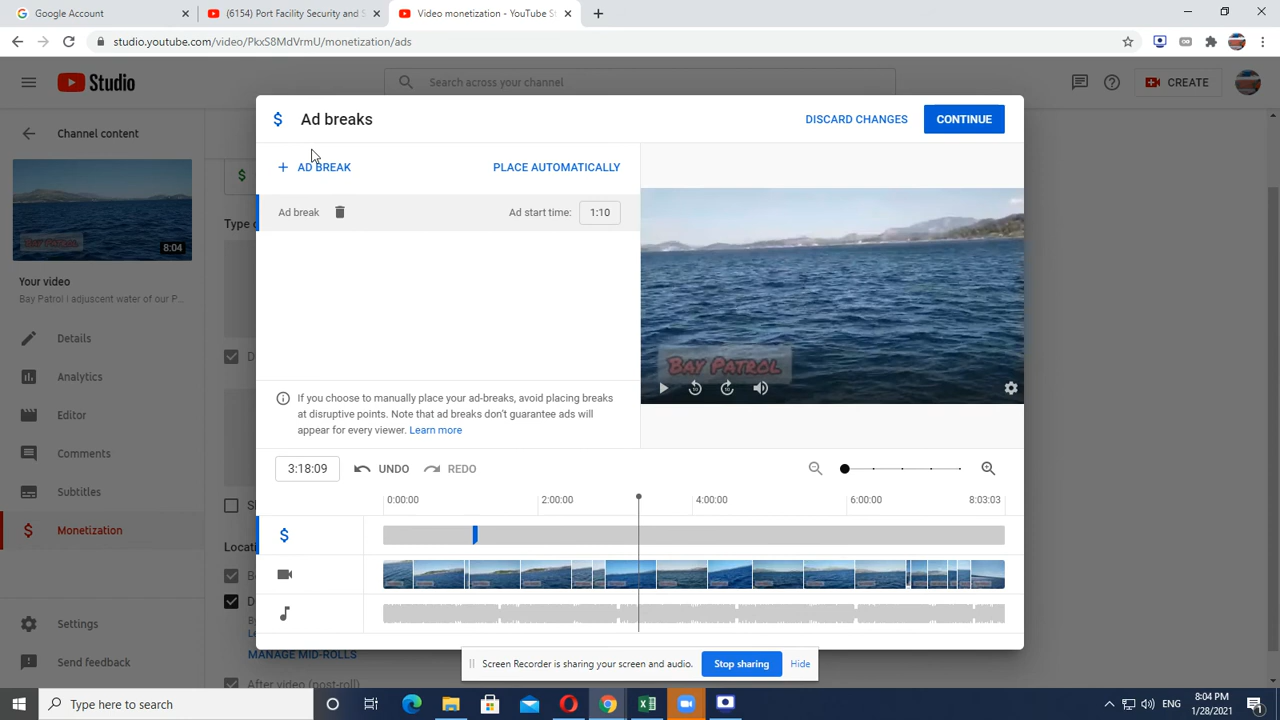 Google Account
(6154) Port Facility Security and S
Video monetization - YouTube St
studio.youtube.com/video/PkxS8MdVrmU/monetization/ads
Studio
Search across your channel
CREATE
Channel content
8:04
Your video
Bay Patrol i adjuscent water of our P...
Details
Analytics
Editor
Comments
Subtitles
Monetization
Settings
Send feedback
MANAGE MID-ROLLS
After video (post-roll)
Ad breaks
DISCARD CHANGES
CONTINUE
AD BREAK
PLACE AUTOMATICALLY
Ad break
Ad start time:
1:10
BAY PATROL
If you choose to manually place your ad-breaks, avoid placing breaks
at disruptive points. Note that ad breaks don't guarantee ads will
appear for every viewer. Learn more
3:18:09
UNDO
REDO
0:00:00
2:00:00
4:00:00
6:00:00
8:03:03
Screen Recorder is sharing your screen and audio.
Stop sharing
Hide
Type here to search
ENG
8:04 PM
1/28/2021